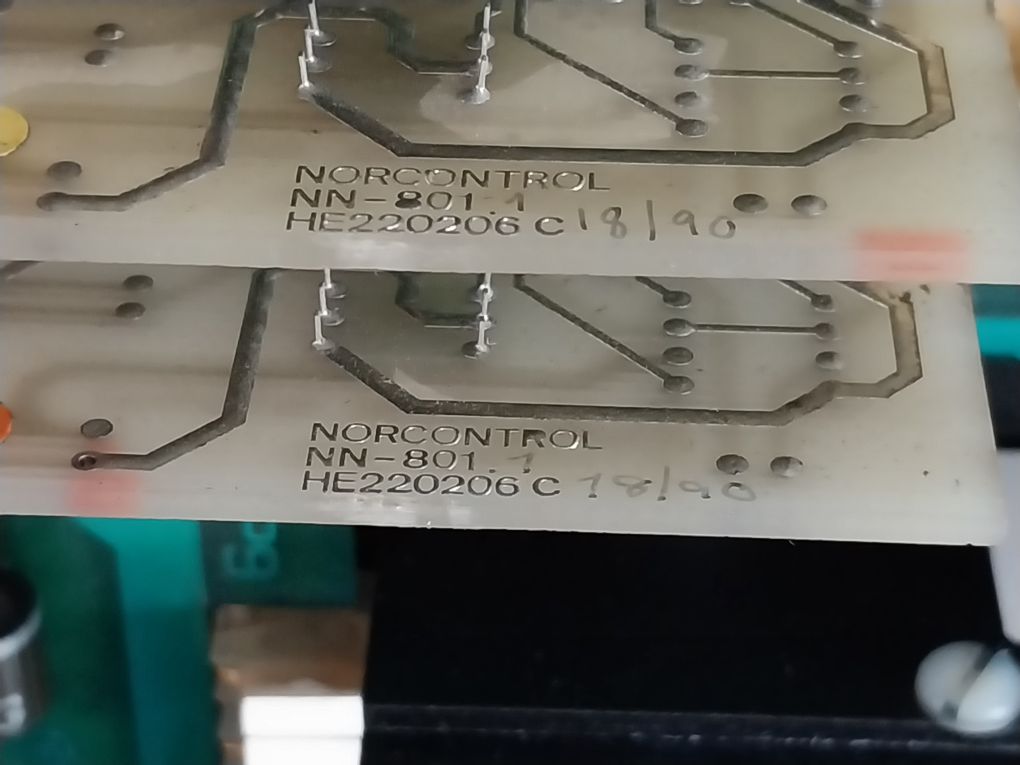 NORCONTROL
NN-801.1
HE220206 C 18/90
NORCONTROL
NN-801.1
HE220206 C 18/90